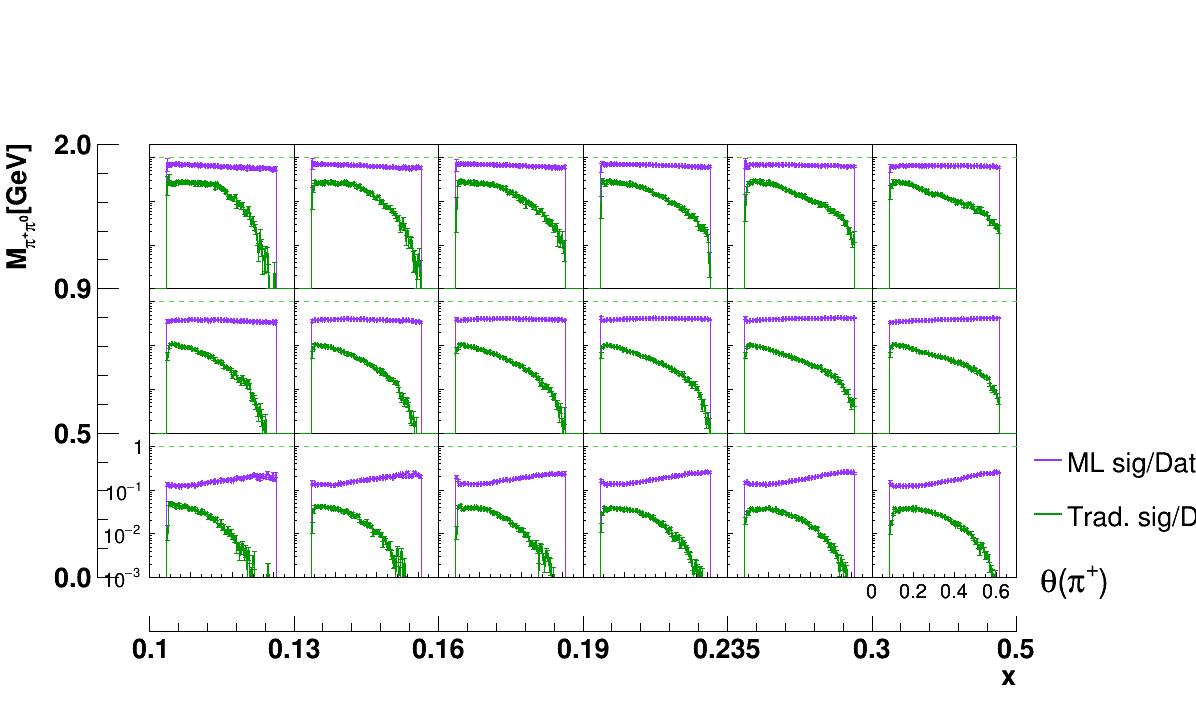 2.0
M_{π⁺π⁰}[GeV]
0.9
0.5
1
10⁻¹
ML sig/Dat
10⁻²
Trad. sig/D
0.0
10⁻³
0 0.2 0.4 0.6
θ(π⁺)
0.1 0.13 0.16 0.19 0.235 0.3 0.5
x